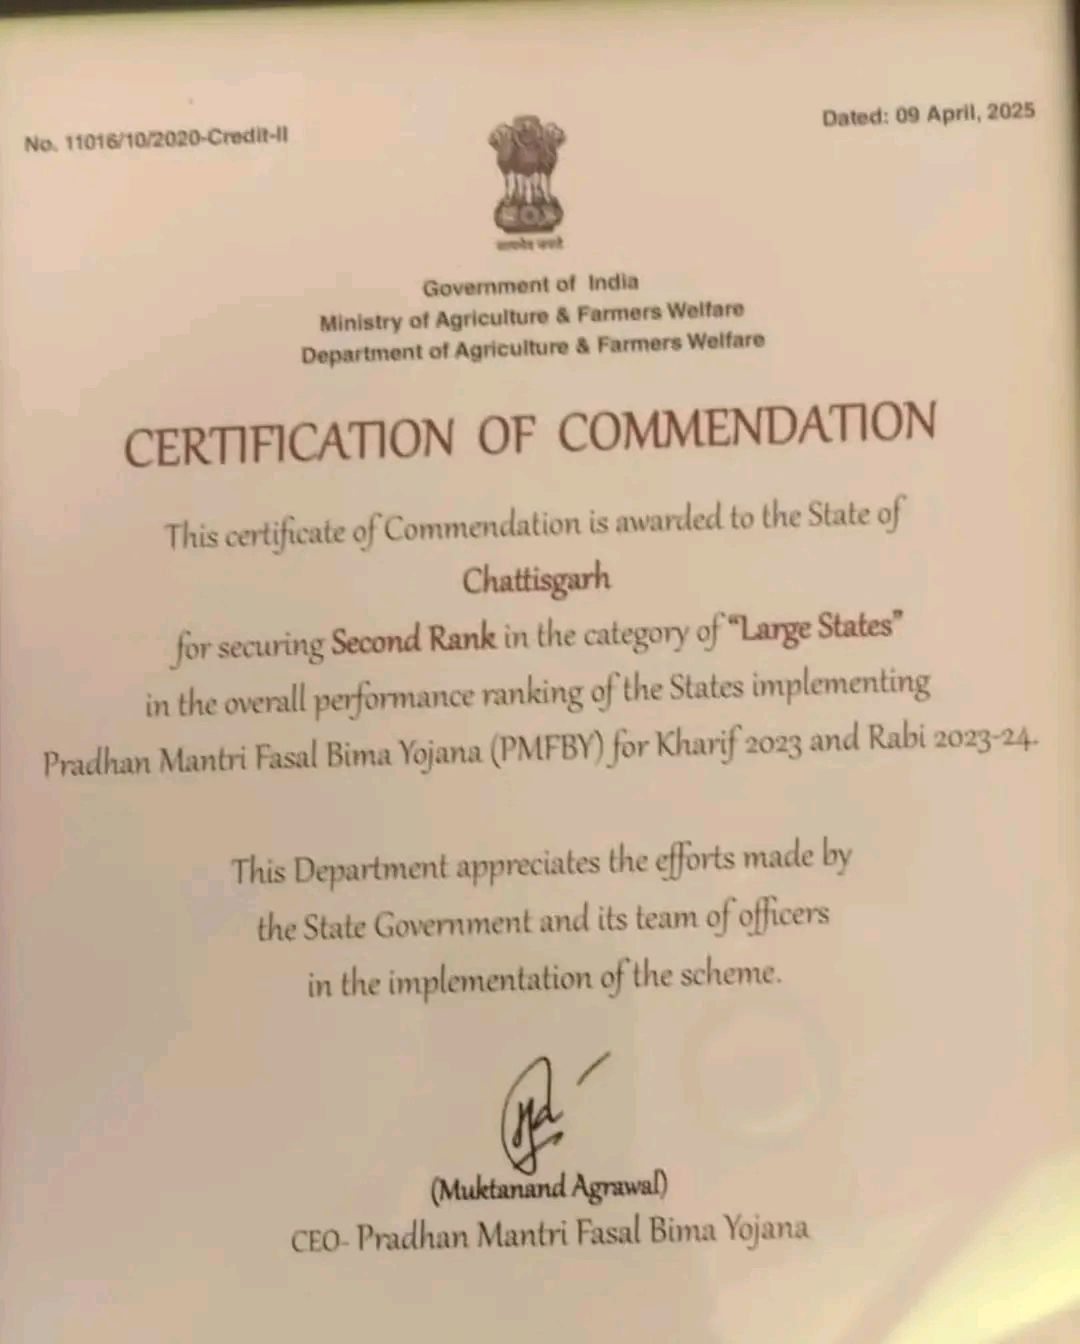 No. 11016/10/2020-Credit-II
Dated: 09 April, 2025
सत्यमेव जयते
Government of India
Ministry of Agriculture & Farmers Welfare
Department of Agriculture & Farmers Welfare
CERTIFICATION OF COMMENDATION
This certificate of Commendation is awarded to the State of
Chattisgarh
for securing Second Rank in the category of “Large States”
in the overall performance ranking of the States implementing
Pradhan Mantri Fasal Bima Yojana (PMFBY) for Kharif 2023 and Rabi 2023-24.
This Department appreciates the efforts made by
the State Government and its team of officers
in the implementation of the scheme.
(Muktanand Agrawal)
CEO- Pradhan Mantri Fasal Bima Yojana